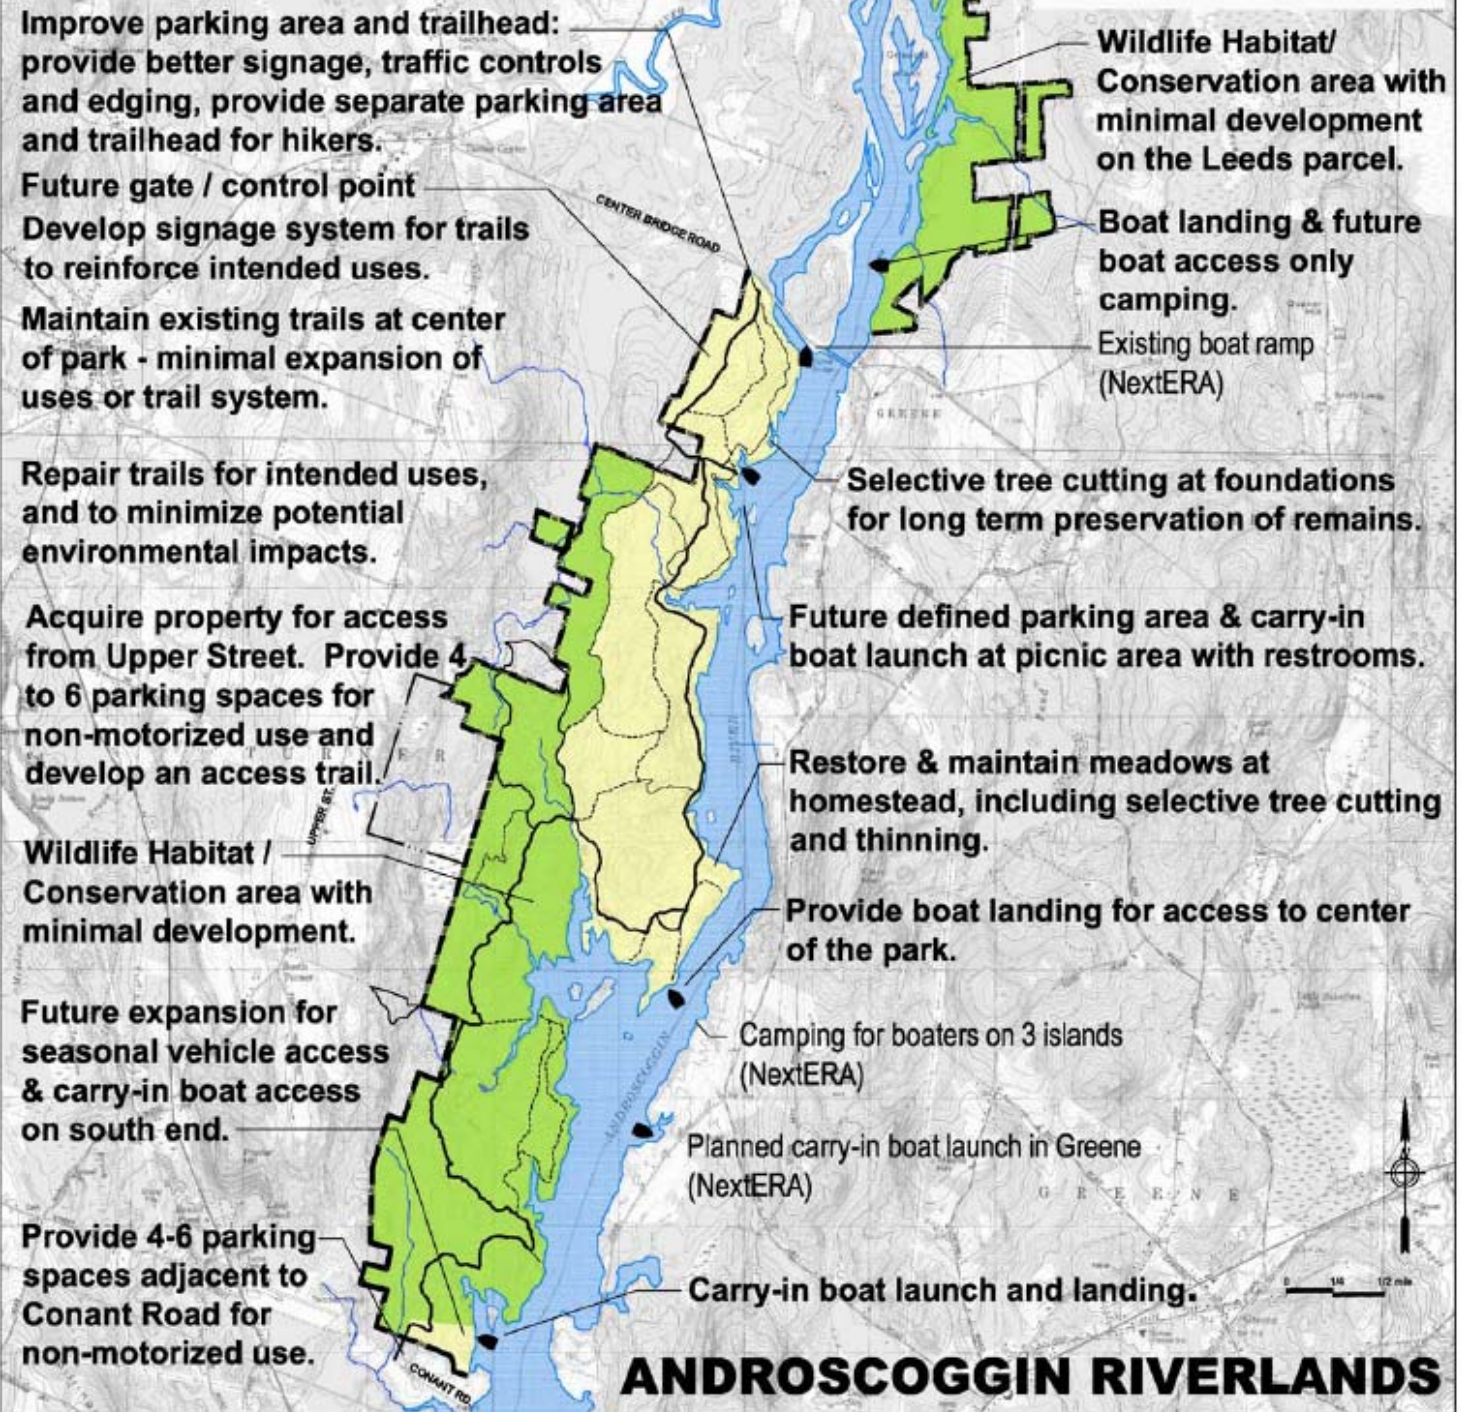 Improve parking area and trailhead:
provide better signage, traffic controls
and edging, provide separate parking area
and trailhead for hikers.
Future gate / control point
Develop signage system for trails
to reinforce intended uses.
Maintain existing trails at center
of park - minimal expansion of
uses or trail system.
Repair trails for intended uses,
and to minimize potential
environmental impacts.
Acquire property for access
from Upper Street. Provide 4
to 6 parking spaces for
non-motorized use and
develop an access trail.
Wildlife Habitat /
Conservation area with
minimal development.
Future expansion for
seasonal vehicle access
& carry-in boat access
on south end.
Provide 4-6 parking
spaces adjacent to
Conant Road for
non-motorized use.
CENTER BRIDGE ROAD
UPPER ST.
TURNER
CONANT RD.
RIVER
ANDROSCOGGIN
Wildlife Habitat/
Conservation area with
minimal development
on the Leeds parcel.
Boat landing & future
boat access only
camping.
Existing boat ramp
(NextERA)
GREENE
Selective tree cutting at foundations
for long term preservation of remains.
Future defined parking area & carry-in
boat launch at picnic area with restrooms.
Restore & maintain meadows at
homestead, including selective tree cutting
and thinning.
Provide boat landing for access to center
of the park.
Camping for boaters on 3 islands
(NextERA)
Planned carry-in boat launch in Greene
(NextERA)
GREENE
Carry-in boat launch and landing.
0 1/4 1/2 mile
ANDROSCOGGIN RIVERLANDS